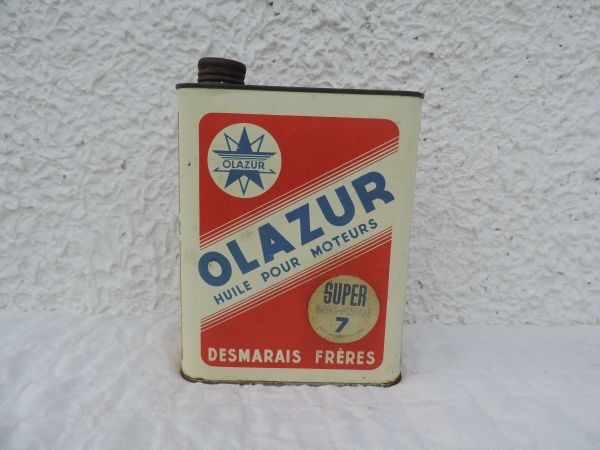 OLAZUR
OLAZUR
HUILE POUR MOTEURS
SUPER
7
DESMARAIS FRÈRES